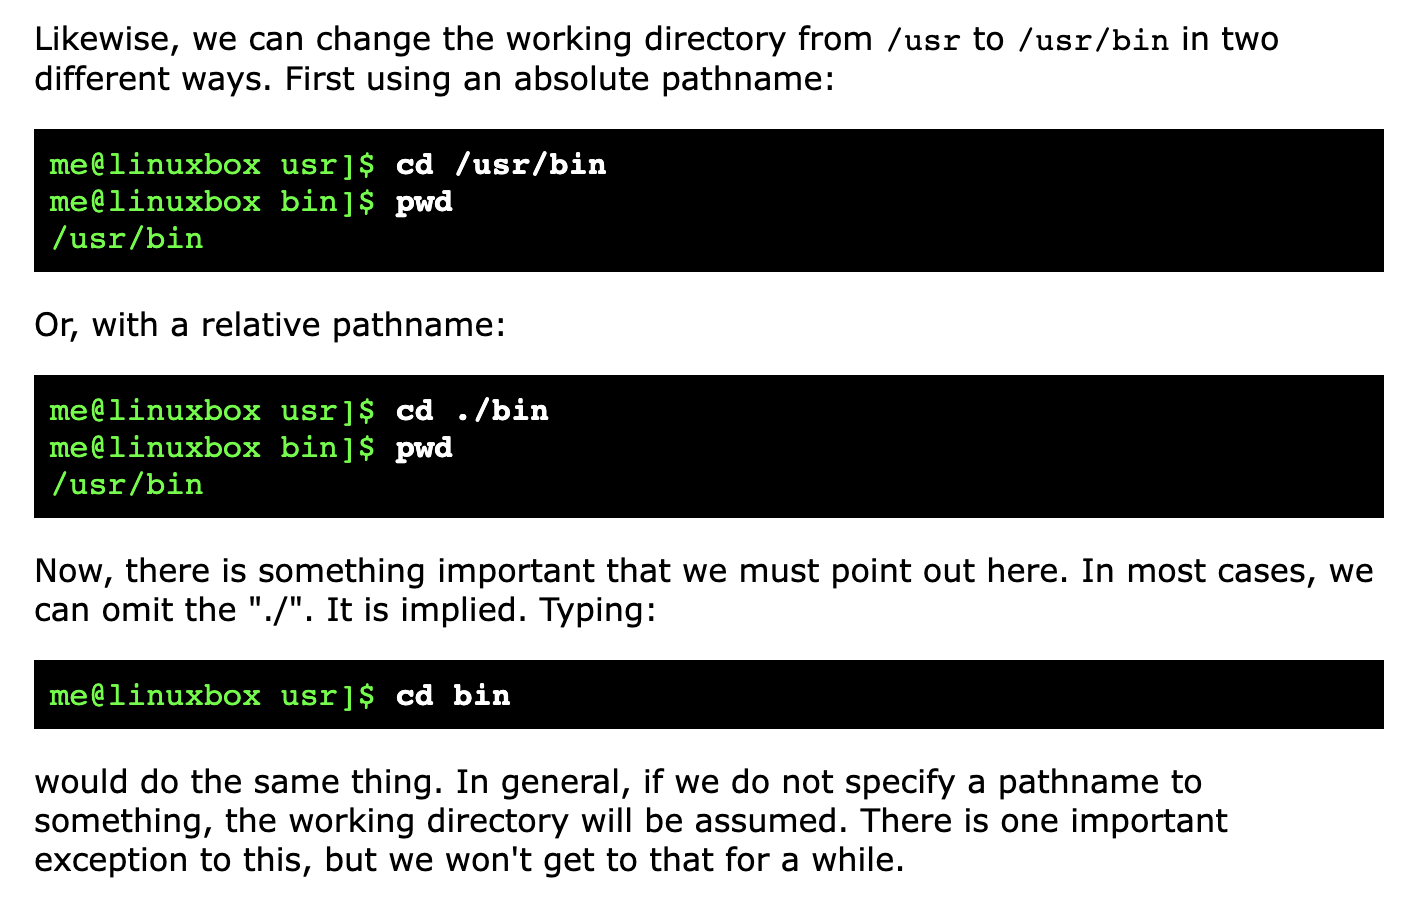 Likewise, we can change the working directory from /usr to /usr/bin in two
different ways. First using an absolute pathname:
me@linuxbox usr]$ cd /usr/bin
me@linuxbox bin]$ pwd
/usr/bin
Or, with a relative pathname:
me@linuxbox usr]$ cd ./bin
me@linuxbox bin]$ pwd
/usr/bin
Now, there is something important that we must point out here. In most cases, we
can omit the "./". It is implied. Typing:
me@linuxbox usr]$ cd bin
would do the same thing. In general, if we do not specify a pathname to
something, the working directory will be assumed. There is one important
exception to this, but we won't get to that for a while.